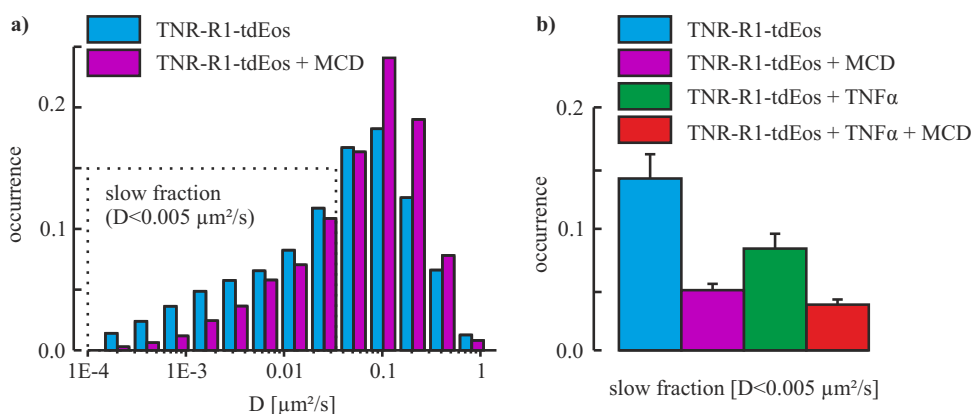 a)
TNR-R1-tdEos
TNR-R1-tdEos + MCD
occurrence
0.2
0.1
0.0
slow fraction
(D<0.005 µm²/s)
1E-4
1E-3
0.01
0.1
1
D [µm²/s]
b)
TNR-R1-tdEos
TNR-R1-tdEos + MCD
TNR-R1-tdEos + TNFα
TNR-R1-tdEos + TNFα + MCD
occurrence
0.2
0.1
0.0
slow fraction [D<0.005 µm²/s]